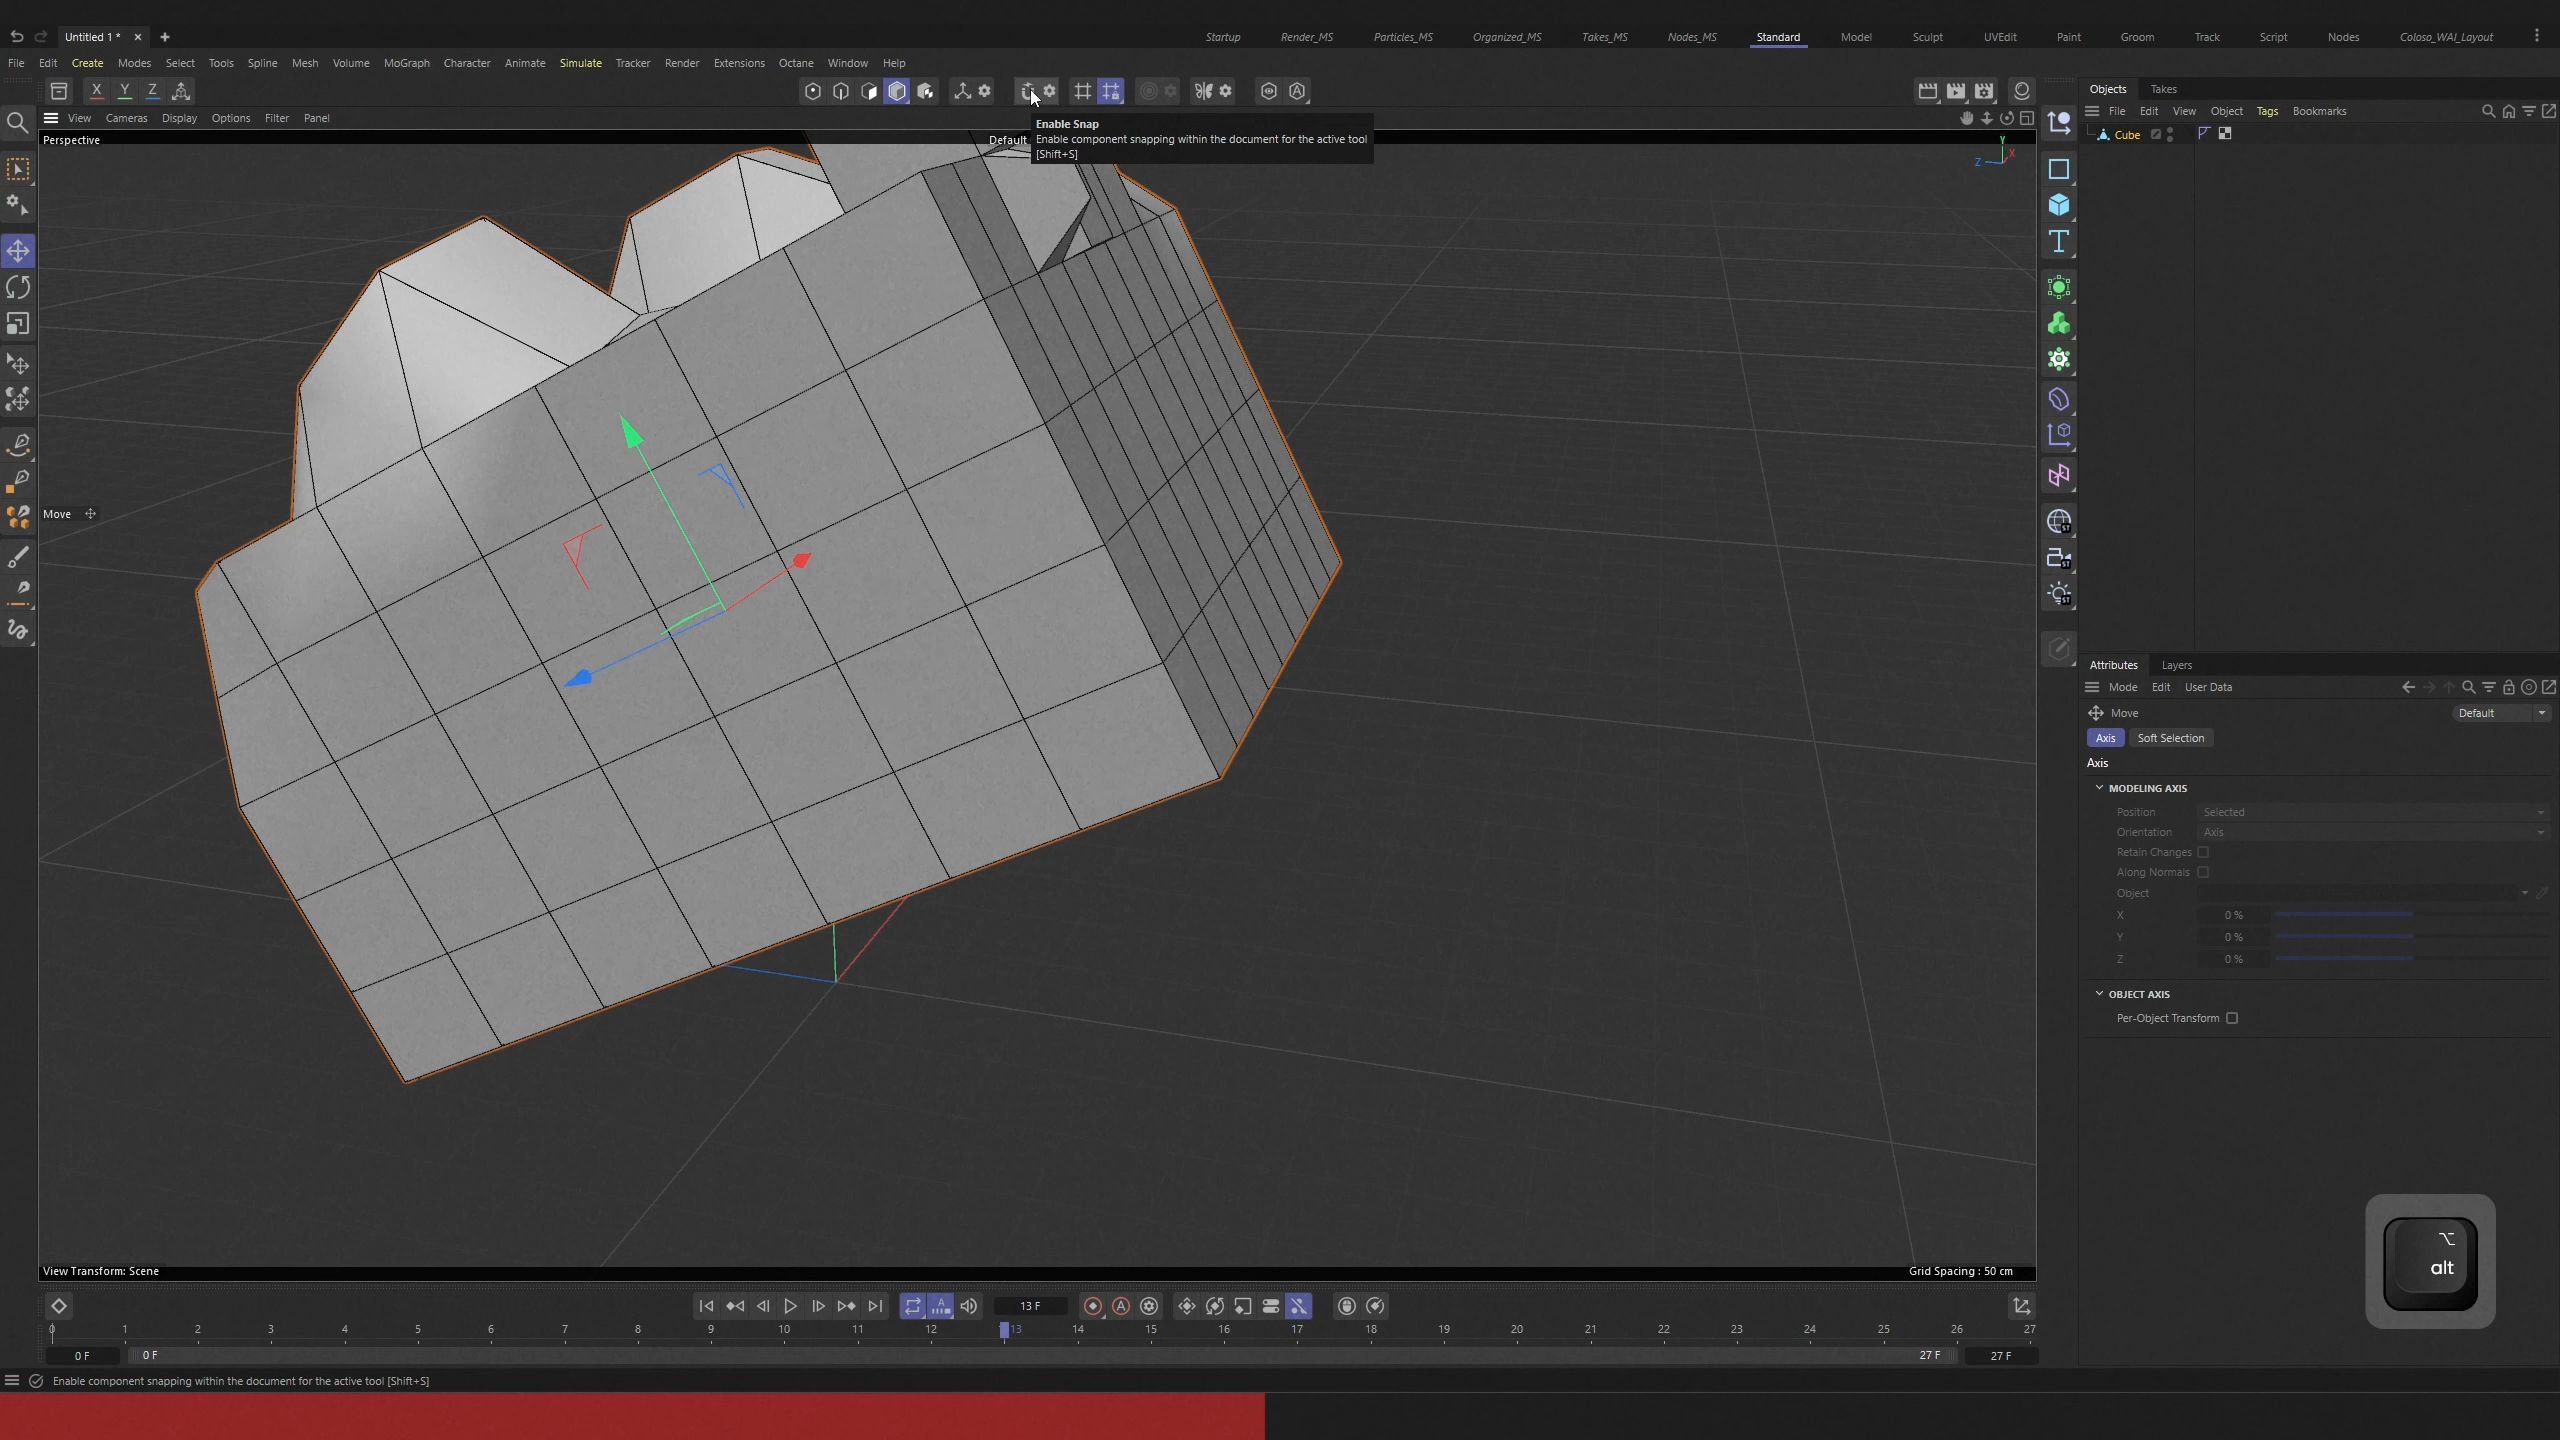 Untitled 1 *
Startup Render_MS Particles_MS Organized_MS Takes_MS Nodes_MS Standard Model Sculpt UVEdit Paint Groom Track Script Nodes Coloso_WAI_Layout
File Edit Create Modes Select Tools Spline Mesh Volume MoGraph Character Animate Simulate Tracker Render Extensions Octane Window Help
X Y Z
View Cameras Display Options Filter Panel
Perspective
Default
Enable Snap
Enable component snapping within the document for the active tool
[Shift+S]
Y
X
Z
Move
View Transform: Scene
Grid Spacing : 50 cm
Objects Takes
File Edit View Object Tags Bookmarks
Cube
Attributes Layers
Mode Edit User Data
Move
Default
Axis Soft Selection
Axis
MODELING AXIS
Position Selected
Orientation Axis
Retain Changes
Along Normals
Object
X 0 %
Y 0 %
Z 0 %
OBJECT AXIS
Per-Object Transform
alt
13 F
0 1 2 3 4 5 6 7 8 9 10 11 12 13 14 15 16 17 18 19 20 21 22 23 24 25 26 27
0 F 0 F 27 F 27 F
Enable component snapping within the document for the active tool [Shift+S]